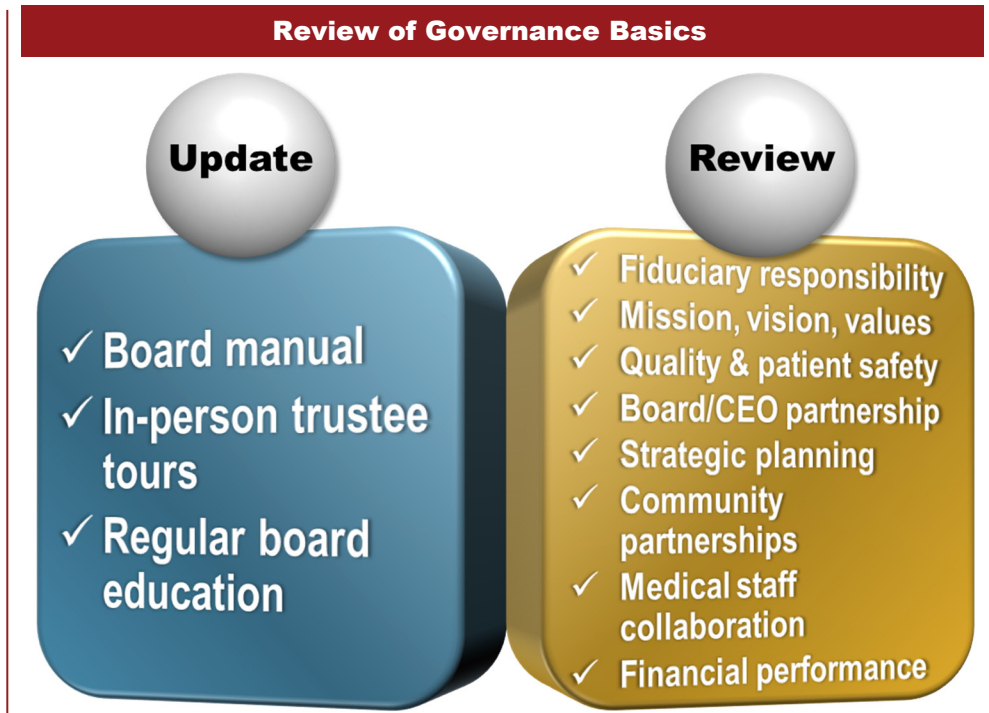 Review of Governance Basics
Update
✓ Board manual
✓ In-person trustee
tours
✓ Regular board
education
Review
✓ Fiduciary responsibility
✓ Mission, vision, values
✓ Quality & patient safety
✓ Board/CEO partnership
✓ Strategic planning
✓ Community
partnerships
✓ Medical staff
collaboration
✓ Financial performance